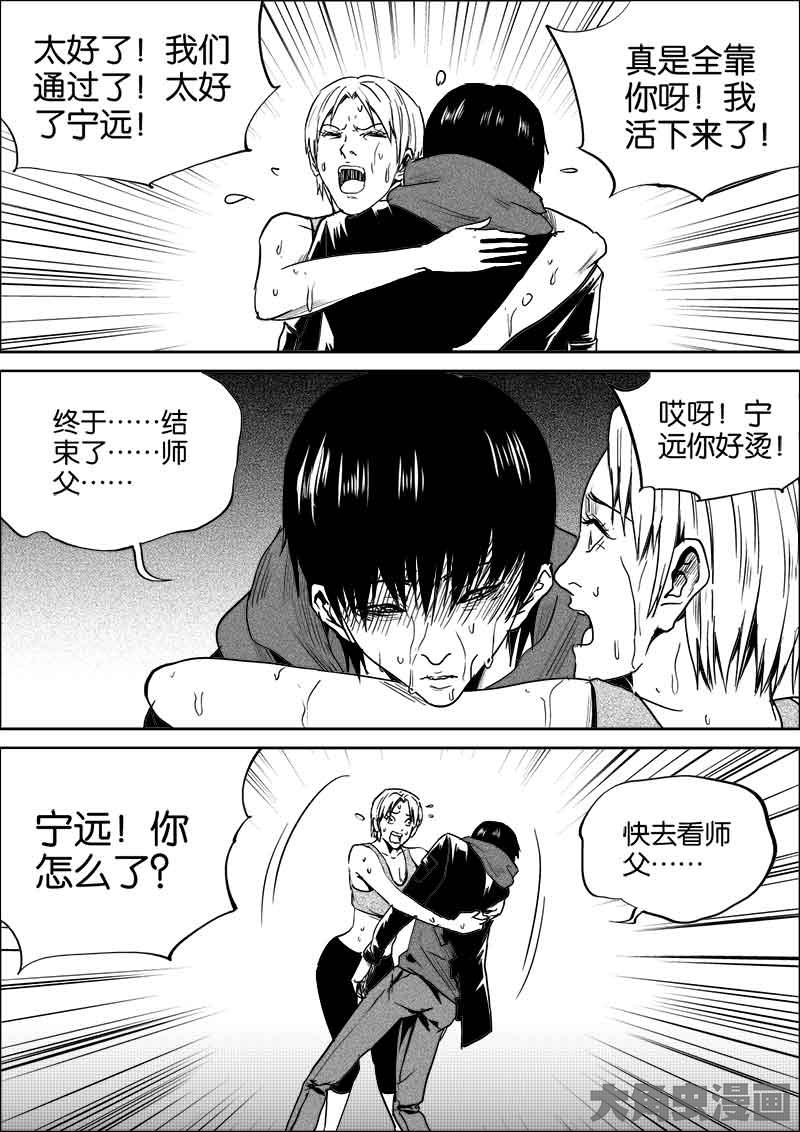 太好了！我们
通过了！太好
了宁远！
真是全靠
你呀！我
活下来了！
终于……结
束了……师
父……
哎呀！宁
远你好烫！
宁远！你
怎么了？
快去看师
父……
大角虫漫画